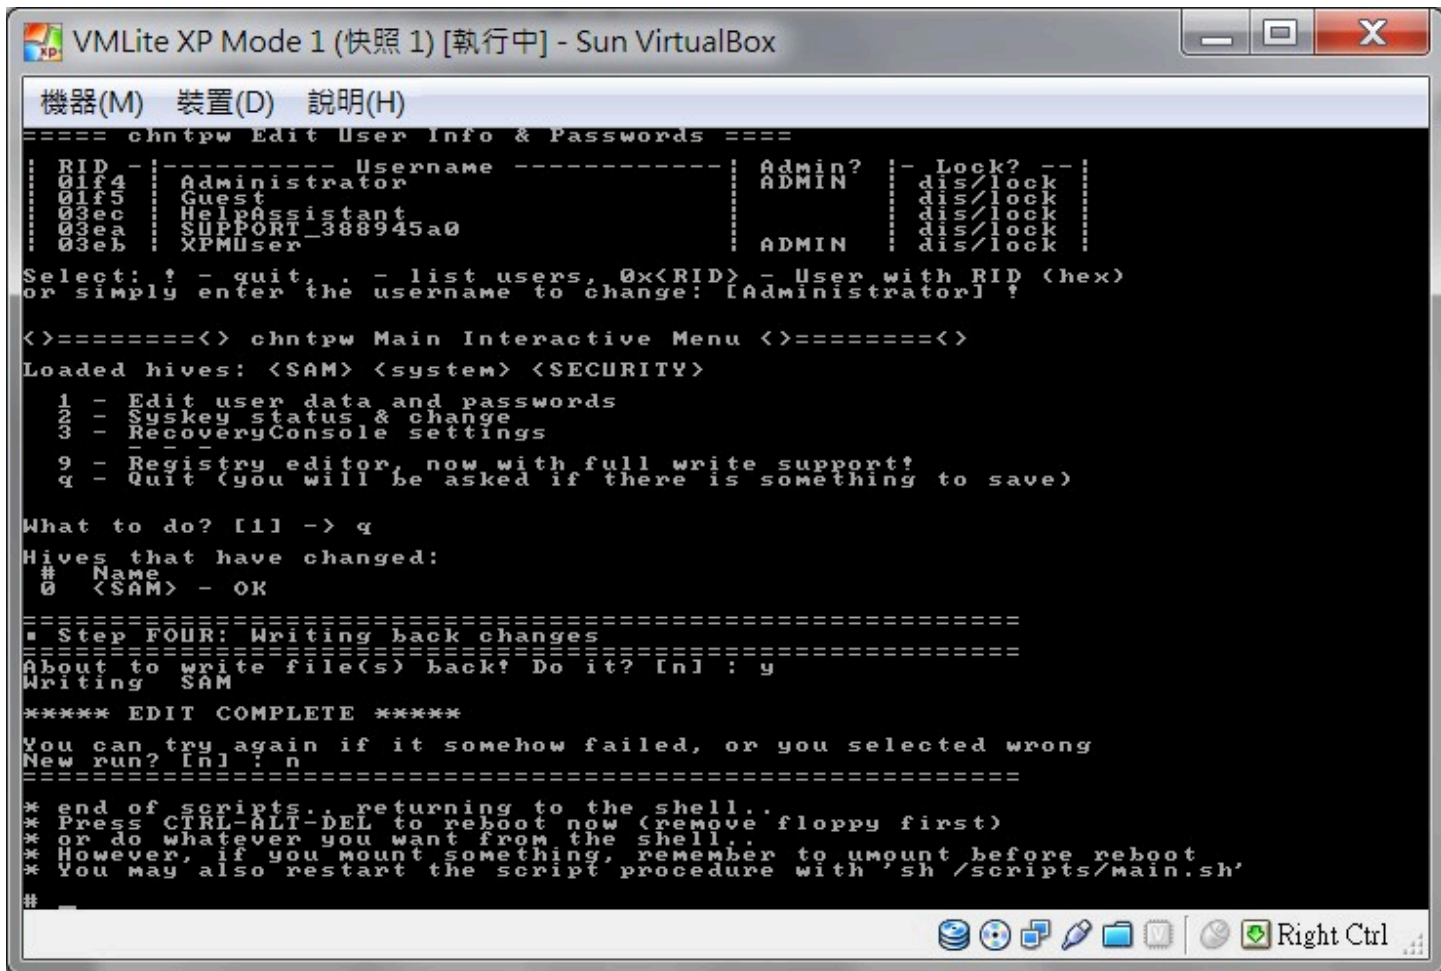 VMLite XP Mode 1 (快照 1) [執行中] - Sun VirtualBox
機器(M) 裝置(D) 說明(H)
===== chntpw Edit User Info & Passwords ====
| RID -|---------- Username ------------| Admin? |- Lock? --|
| 01f4 | Administrator | ADMIN | dis/lock |
| 01f5 | Guest | | dis/lock |
| 03ec | HelpAssistant | | dis/lock |
| 03ea | SUPPORT_388945a0 | | dis/lock |
| 03eb | XPMUser | ADMIN | dis/lock |
Select: ! - quit, . - list users, 0x<RID> - User with RID (hex)
or simply enter the username to change: [Administrator] !
<>========<> chntpw Main Interactive Menu <>========<>
Loaded hives: <SAM> <system> <SECURITY>
1 - Edit user data and passwords
2 - Syskey status & change
3 - RecoveryConsole settings
- - -
9 - Registry editor, now with full write support!
q - Quit (you will be asked if there is something to save)
What to do? [1] -> q
Hives that have changed:
# Name
0 <SAM> - OK
=========================================================
▪ Step FOUR: Writing back changes
=========================================================
About to write file(s) back! Do it? [n] : y
Writing SAM
***** EDIT COMPLETE *****
You can try again if it somehow failed, or you selected wrong
New run? [n] : n
=========================================================
* end of scripts.. returning to the shell..
* Press CTRL-ALT-DEL to reboot now (remove floppy first)
* or do whatever you want from the shell..
* However, if you mount something, remember to umount before reboot
* You may also restart the script procedure with 'sh /scripts/main.sh'
# _
Right Ctrl